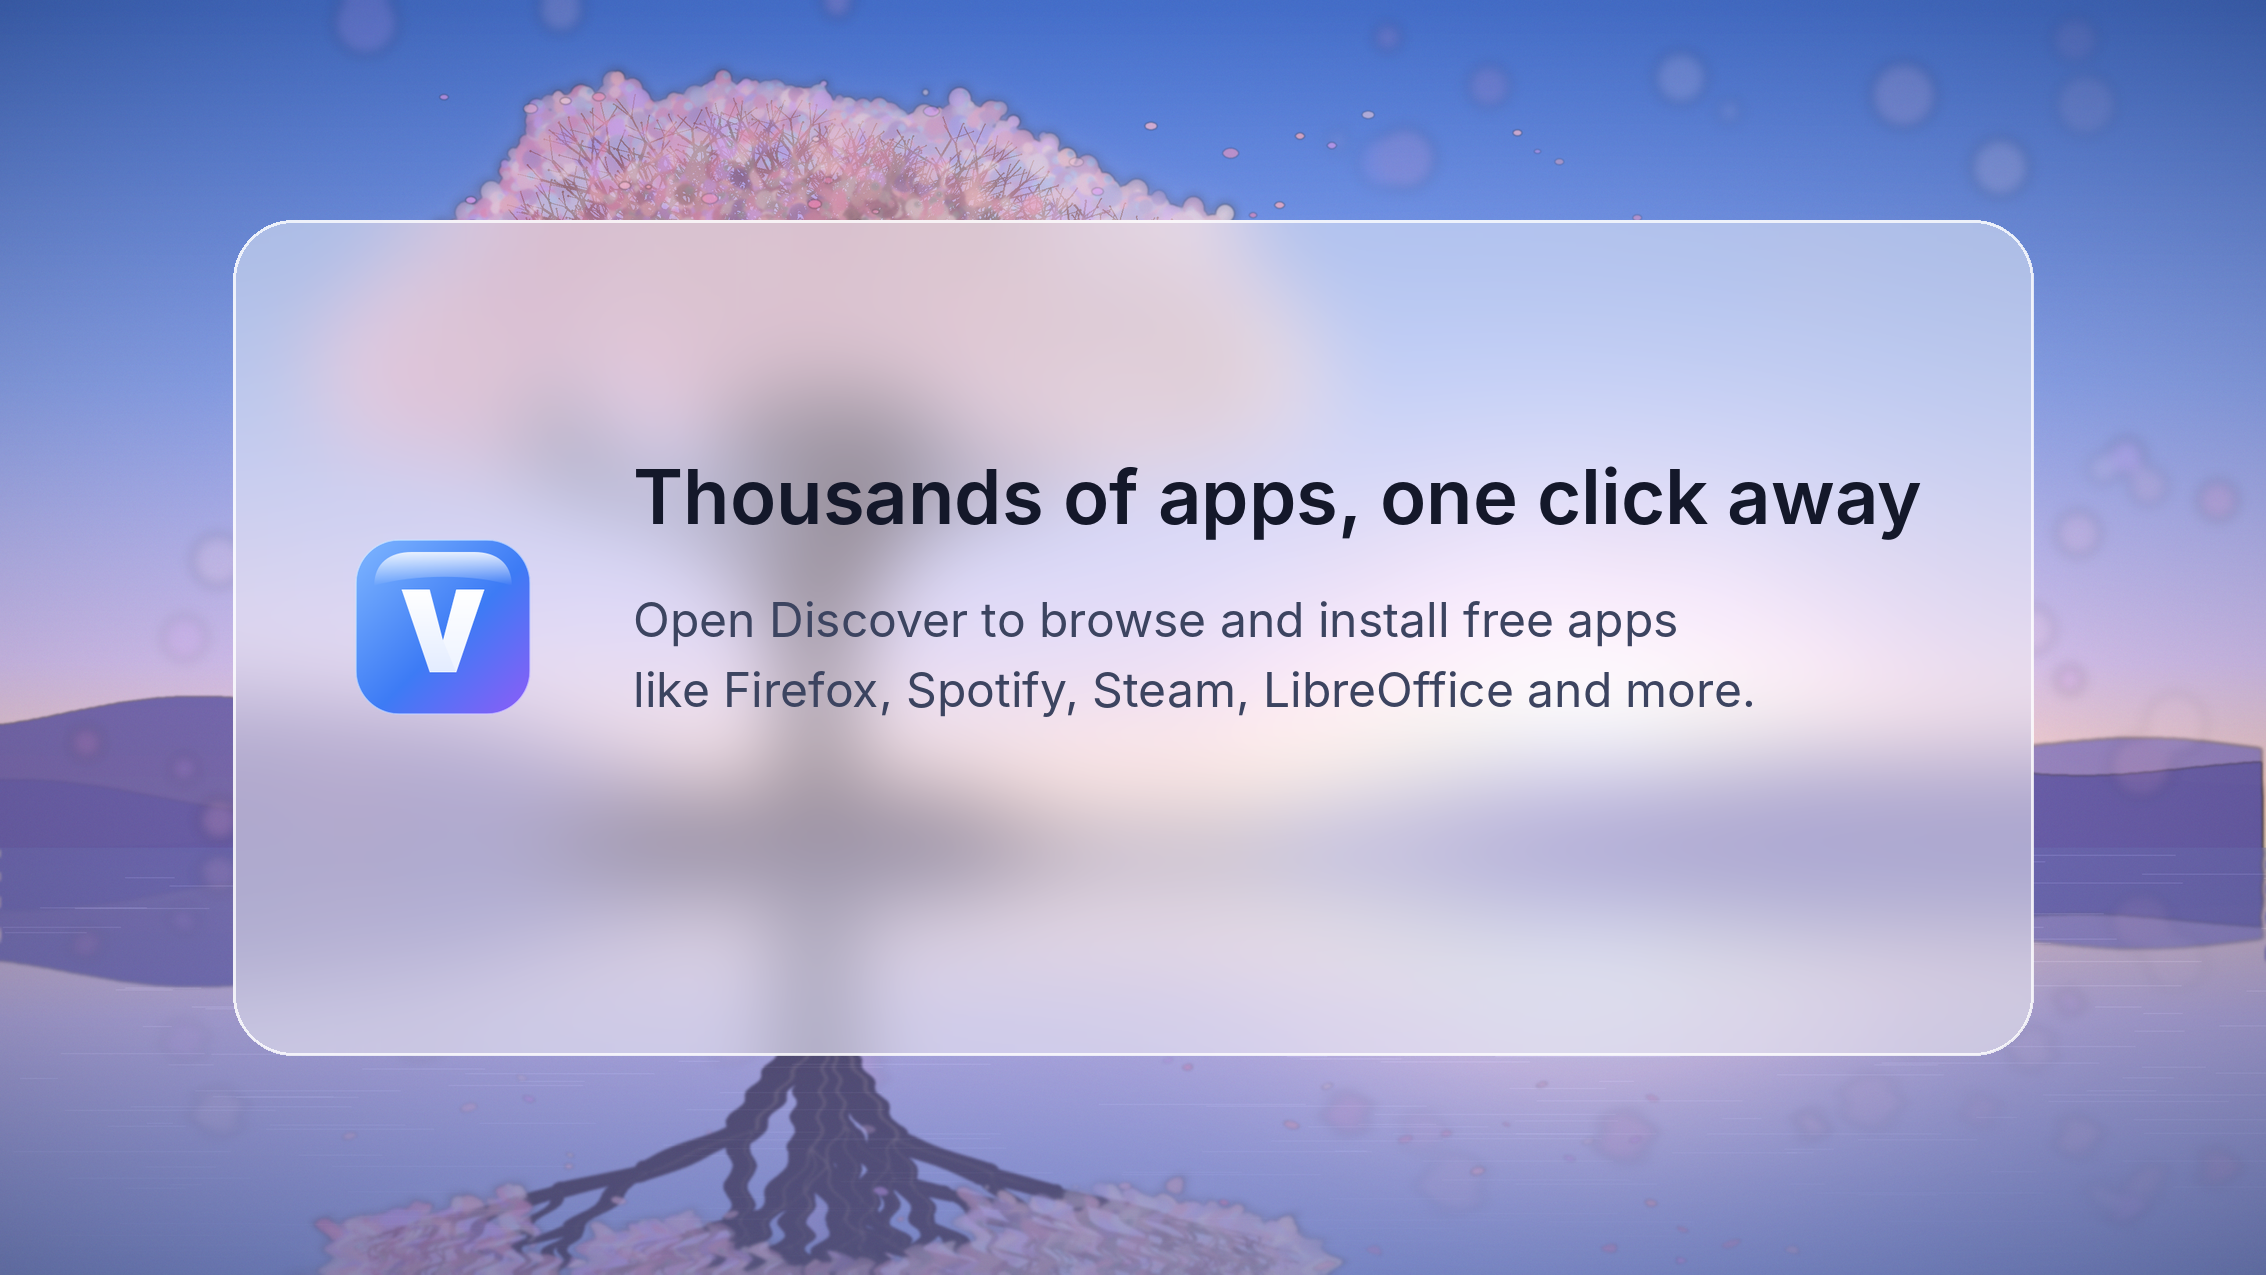 Thousands of apps, one click away
V
Open Discover to browse and install free apps
like Firefox, Spotify, Steam, LibreOffice and more.